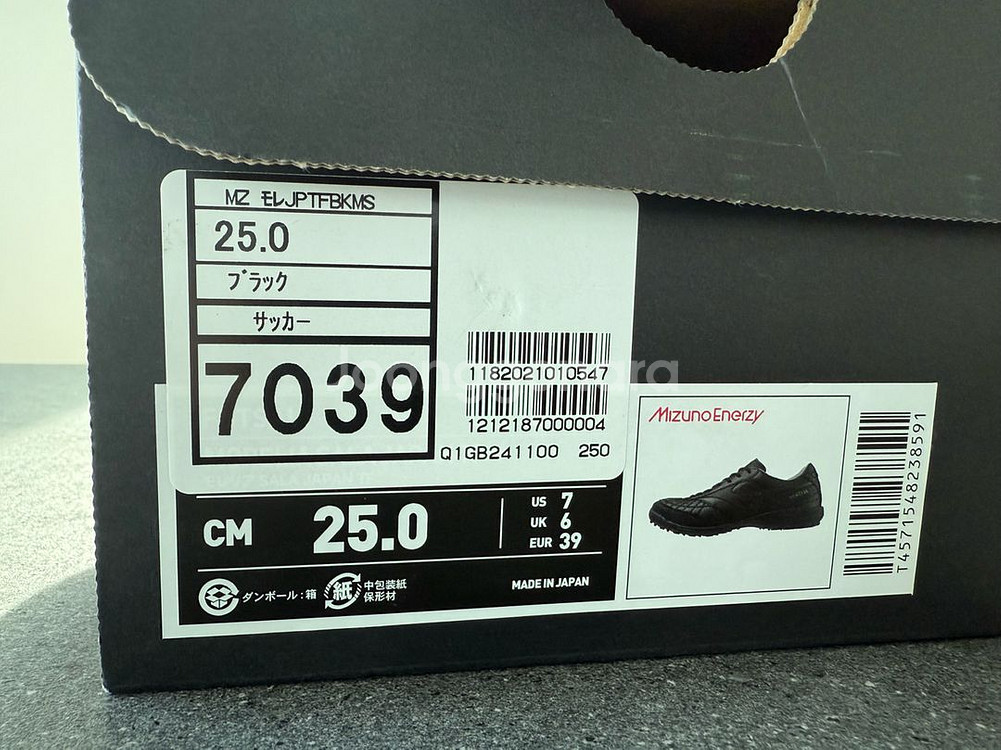 MZ モレJPTFBKMS
25.0
ブラック
サッカー
7039
1182021010547
1212187000004
Q1GB241100 250
CM 25.0
US 7
UK 6
EUR 39
ダンボール：箱
紙
中包装紙
保形材
MADE IN JAPAN
MIZUNO ENERZY
T4571548238591